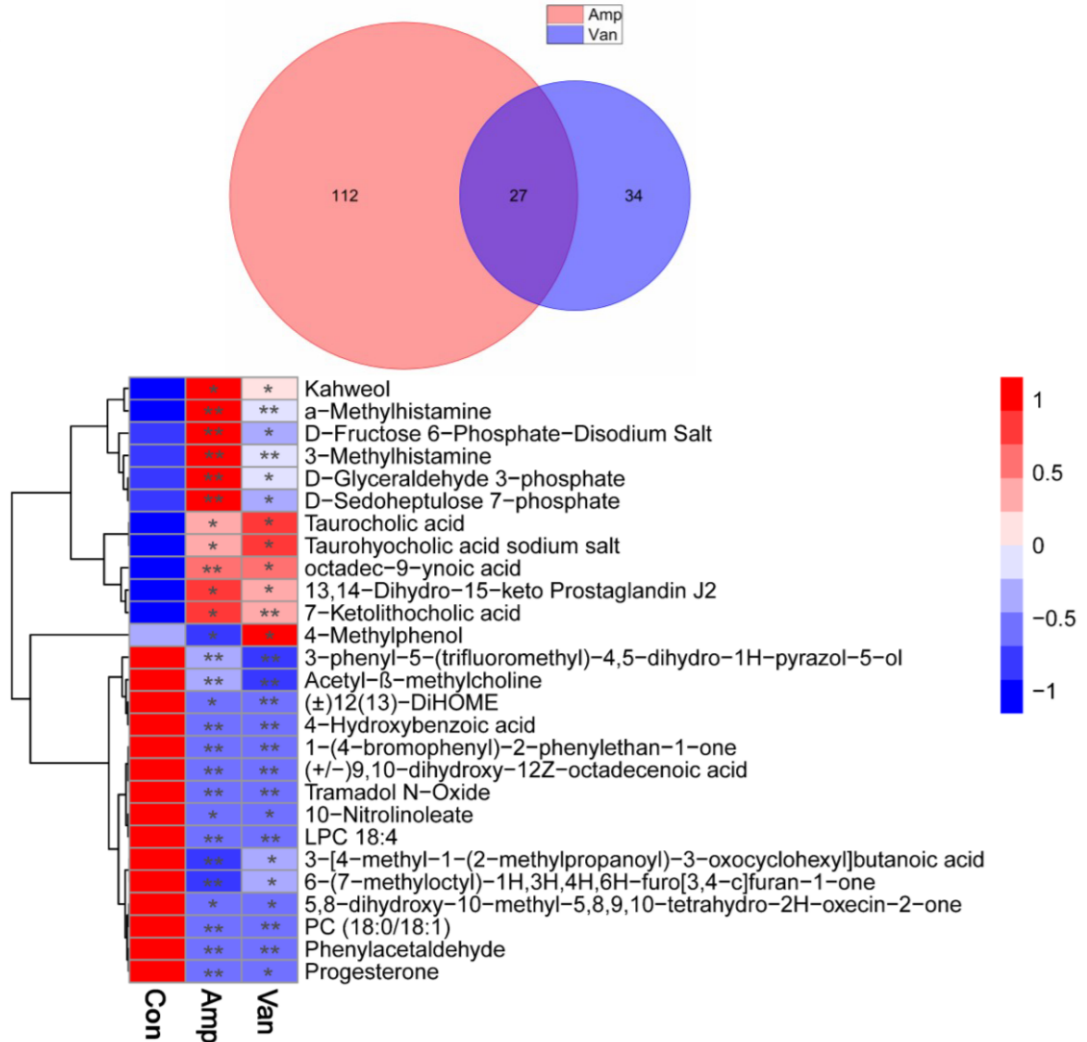 Amp
Van
112
27
34
* * Kahweol
** ** a−Methylhistamine
** * D−Fructose 6−Phosphate−Disodium Salt
** ** 3−Methylhistamine
** * D−Glyceraldehyde 3−phosphate
** * D−Sedoheptulose 7−phosphate
* * Taurocholic acid
* * Taurohyocholic acid sodium salt
** * octadec−9−ynoic acid
* * 13,14−Dihydro−15−keto Prostaglandin J2
* ** 7−Ketolithocholic acid
* * 4−Methylphenol
** ** 3−phenyl−5−(trifluoromethyl)−4,5−dihydro−1H−pyrazol−5−ol
** ** Acetyl−ß−methylcholine
* ** (±)12(13)−DiHOME
** ** 4−Hydroxybenzoic acid
** ** 1−(4−bromophenyl)−2−phenylethan−1−one
** ** (+/−)9,10−dihydroxy−12Z−octadecenoic acid
** ** Tramadol N−Oxide
* * 10−Nitrolinoleate
** ** LPC 18:4
** * 3−[4−methyl−1−(2−methylpropanoyl)−3−oxocyclohexyl]butanoic acid
** * 6−(7−methyloctyl)−1H,3H,4H,6H−furo[3,4−c]furan−1−one
* * 5,8−dihydroxy−10−methyl−5,8,9,10−tetrahydro−2H−oxecin−2−one
** ** PC (18:0/18:1)
** ** Phenylacetaldehyde
** * Progesterone
Con
Amp
Van
1
0.5
0
−0.5
−1